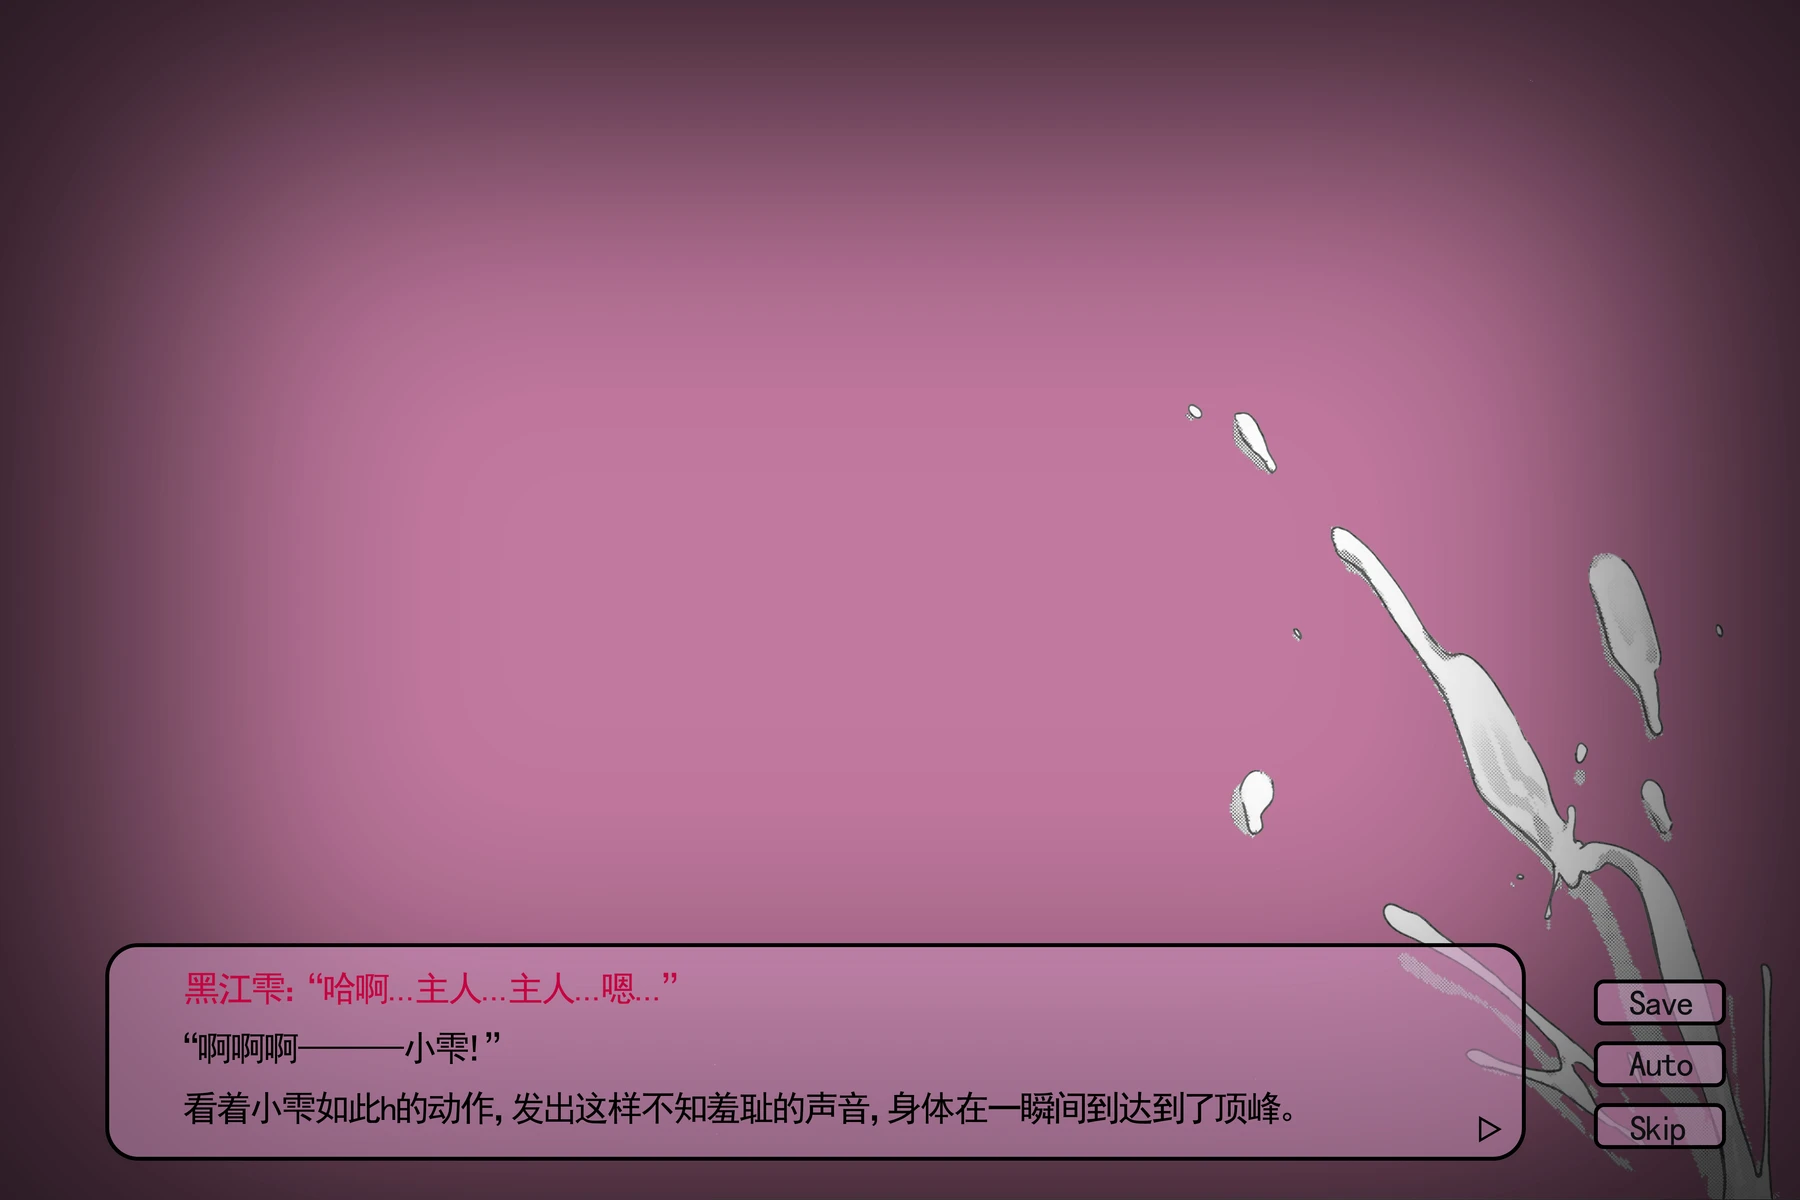 黑江雫：“哈啊…主人…主人…嗯…”
“啊啊啊————小雫！”
看着小雫如此h的动作，发出这样不知羞耻的声音，身体在一瞬间到达到了顶峰。
Save
Auto
Skip